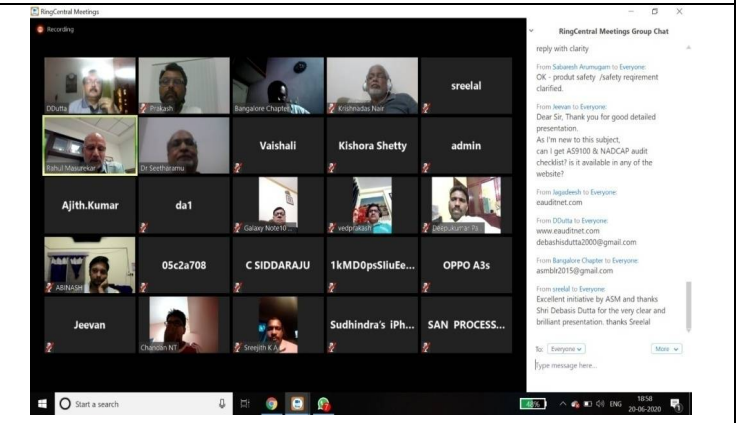 RingCentral Meetings
Recording
DDutta
Prakash
Bangalore Chapter
Krishnadas Nair
sreelal
Rahul Masurekar
Dr Seetharamu
Vaishali
Kishora Shetty
admin
Ajith.Kumar
da1
Galaxy Note10 ...
vedprakash
Deepukumar Pa...
ABINASH
05c2a708
C SIDDARAJU
1kMD0psSliuEe...
OPPO A3s
Jeevan
Chandan NT
Sreejith K A
Sudhindra's iPh...
SAN PROCESS...
RingCentral Meetings Group Chat
reply with clarity
From Sabaresh Arumugam to Everyone:
OK - produt safety /safety reqirement
clarified.
From Jeevan to Everyone:
Dear Sir, Thank you for good detailed
presentation.
As I'm new to this subject,
can I get AS9100 & NADCAP audit
checklist? is it available in any of the
website?
From Jagadeesh to Everyone:
eauditnet.com
From DDutta to Everyone:
www.eauditnet.com
debashisdutta2000@gmail.com
From Bangalore Chapter to Everyone:
asmblr2015@gmail.com
From sreelal to Everyone:
Excellent initiative by ASM and thanks
Shri Debasis Dutta for the very clear and
brilliant presentation. thanks Sreelal
To: Everyone
More
Type message here...
Start a search
48%
ENG
18:58
20-06-2020